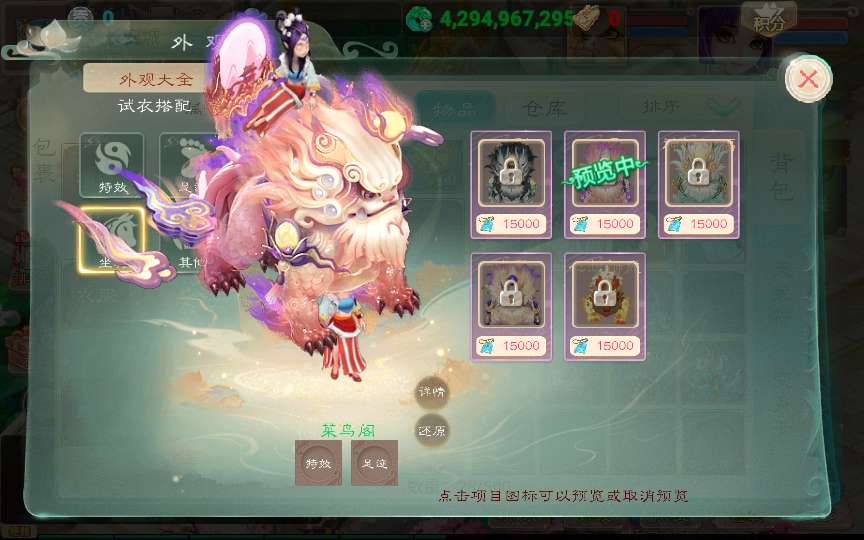 0
4,294,967,295
0
积分
外观
外观大全
试衣搭配
物品
仓库
排序
包裹
背包
特效
足迹
坐骑
其他
15000
预览中
15000
15000
15000
15000
详情
还原
菜鸟阁
特效
足迹
点击项目图标可以预览或取消预览